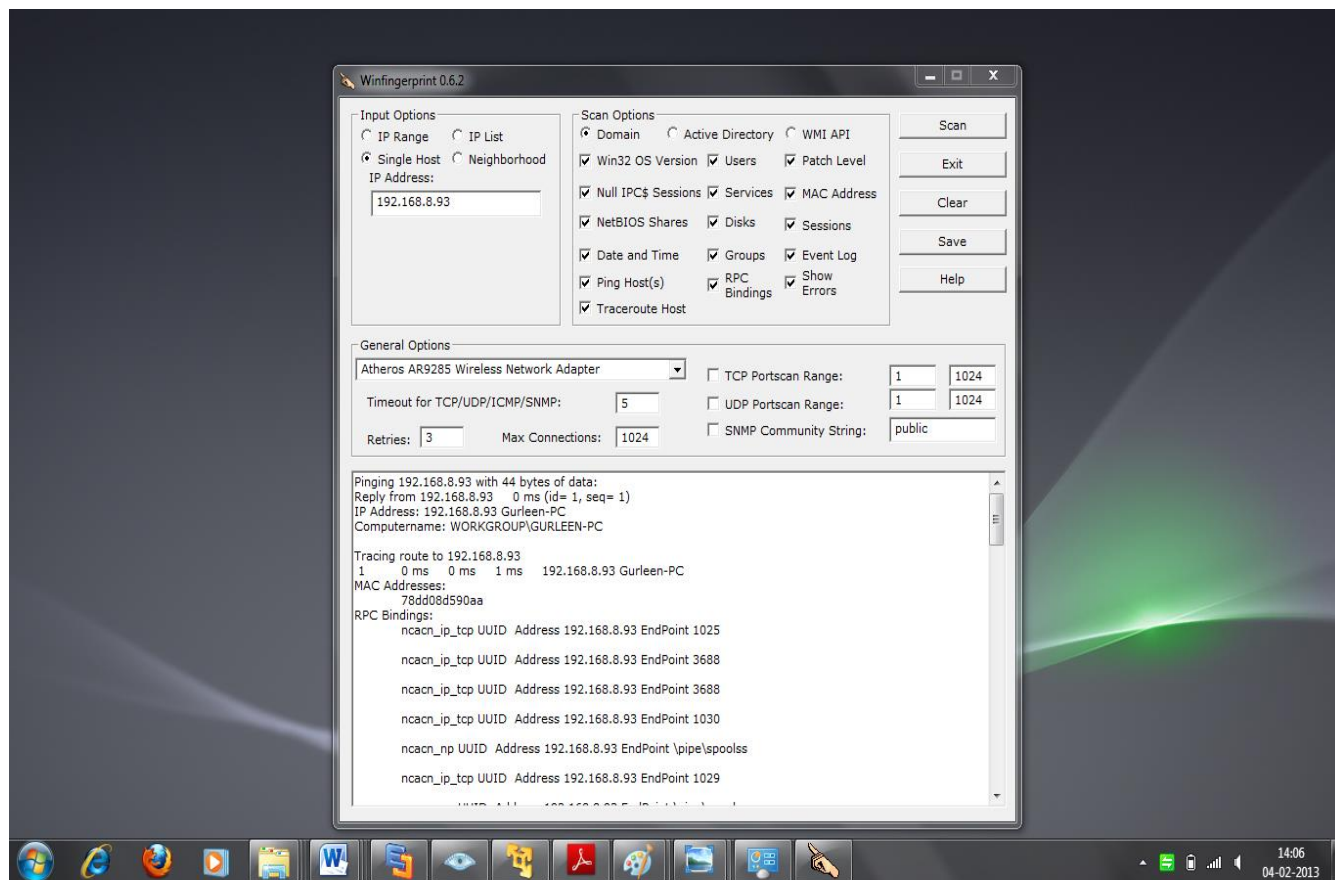 Winfingerprint 0.6.2
Input Options
IP Range IP List
Single Host Neighborhood
IP Address:
192.168.8.93
Scan Options
Domain Active Directory WMI API
Win32 OS Version Users Patch Level
Null IPC$ Sessions Services MAC Address
NetBIOS Shares Disks Sessions
Date and Time Groups Event Log
Ping Host(s) RPC Bindings Show Errors
Traceroute Host
Scan
Exit
Clear
Save
Help
General Options
Atheros AR9285 Wireless Network Adapter
Timeout for TCP/UDP/ICMP/SNMP: 5
Retries: 3 Max Connections: 1024
TCP Portscan Range: 1 1024
UDP Portscan Range: 1 1024
SNMP Community String: public
Pinging 192.168.8.93 with 44 bytes of data:
Reply from 192.168.8.93 0 ms (id= 1, seq= 1)
IP Address: 192.168.8.93 Gurleen-PC
Computername: WORKGROUP\GURLEEN-PC
Tracing route to 192.168.8.93
1 0 ms 0 ms 1 ms 192.168.8.93 Gurleen-PC
MAC Addresses:
78dd08d590aa
RPC Bindings:
ncacn_ip_tcp UUID Address 192.168.8.93 EndPoint 1025
ncacn_ip_tcp UUID Address 192.168.8.93 EndPoint 3688
ncacn_ip_tcp UUID Address 192.168.8.93 EndPoint 3688
ncacn_ip_tcp UUID Address 192.168.8.93 EndPoint 1030
ncacn_np UUID Address 192.168.8.93 EndPoint \pipe\spoolss
ncacn_ip_tcp UUID Address 192.168.8.93 EndPoint 1029
14:06
04-02-2013